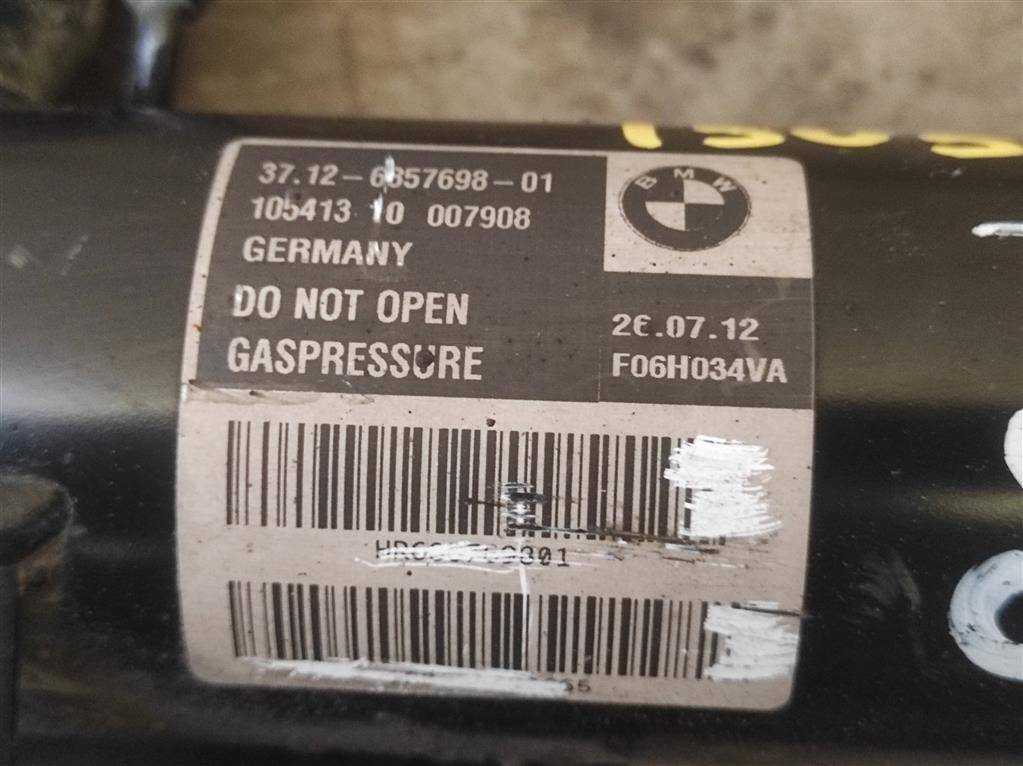 37.12-6857698-01
105413 10 007908
GERMANY
BMW
DO NOT OPEN
GASPRESSURE
26.07.12
F06H034VA